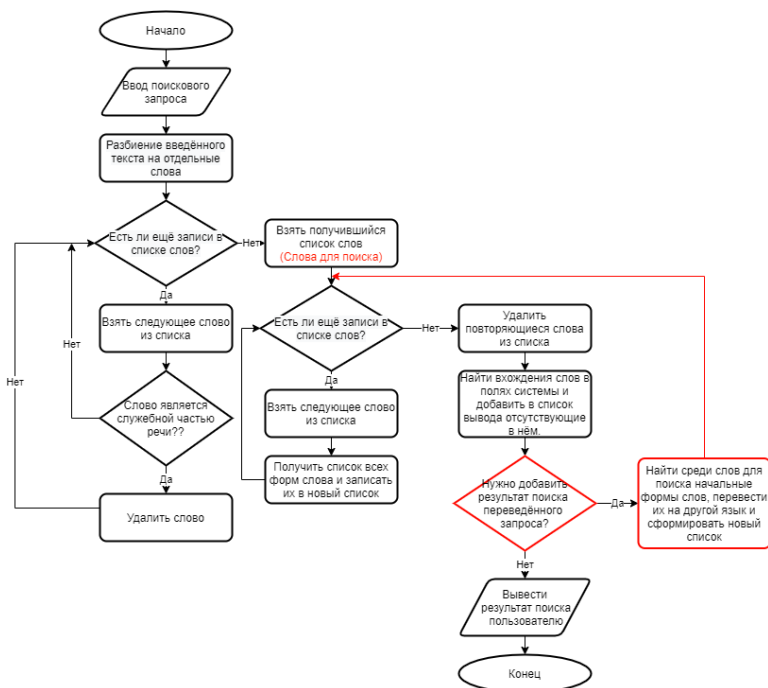 Начало
Ввод поискового
запроса
Разбиение введённого
текста на отдельные
слова
Есть ли ещё записи в
списке слов?
Нет
Да
Взять следующее слово
из списка
Нет
Нет
Слово является
служебной частью
речи??
Да
Удалить слово
Взять получившийся
список слов
(Слова для поиска)
Есть ли ещё записи в
списке слов?
Нет
Да
Взять следующее слово
из списка
Получить список всех
форм слова и записать
их в новый список
Удалить
повторяющиеся слова
из списка
Найти вхождения слов в
полях системы и
добавить в список
вывода отсутствующие
в нём.
Нужно добавить
результат поиска
переведённого
запроса?
Да
Найти среди слов для
поиска начальные
формы слов, перевести
их на другой язык и
сформировать новый
список
Нет
Вывести
результат поиска
пользователю
Конец